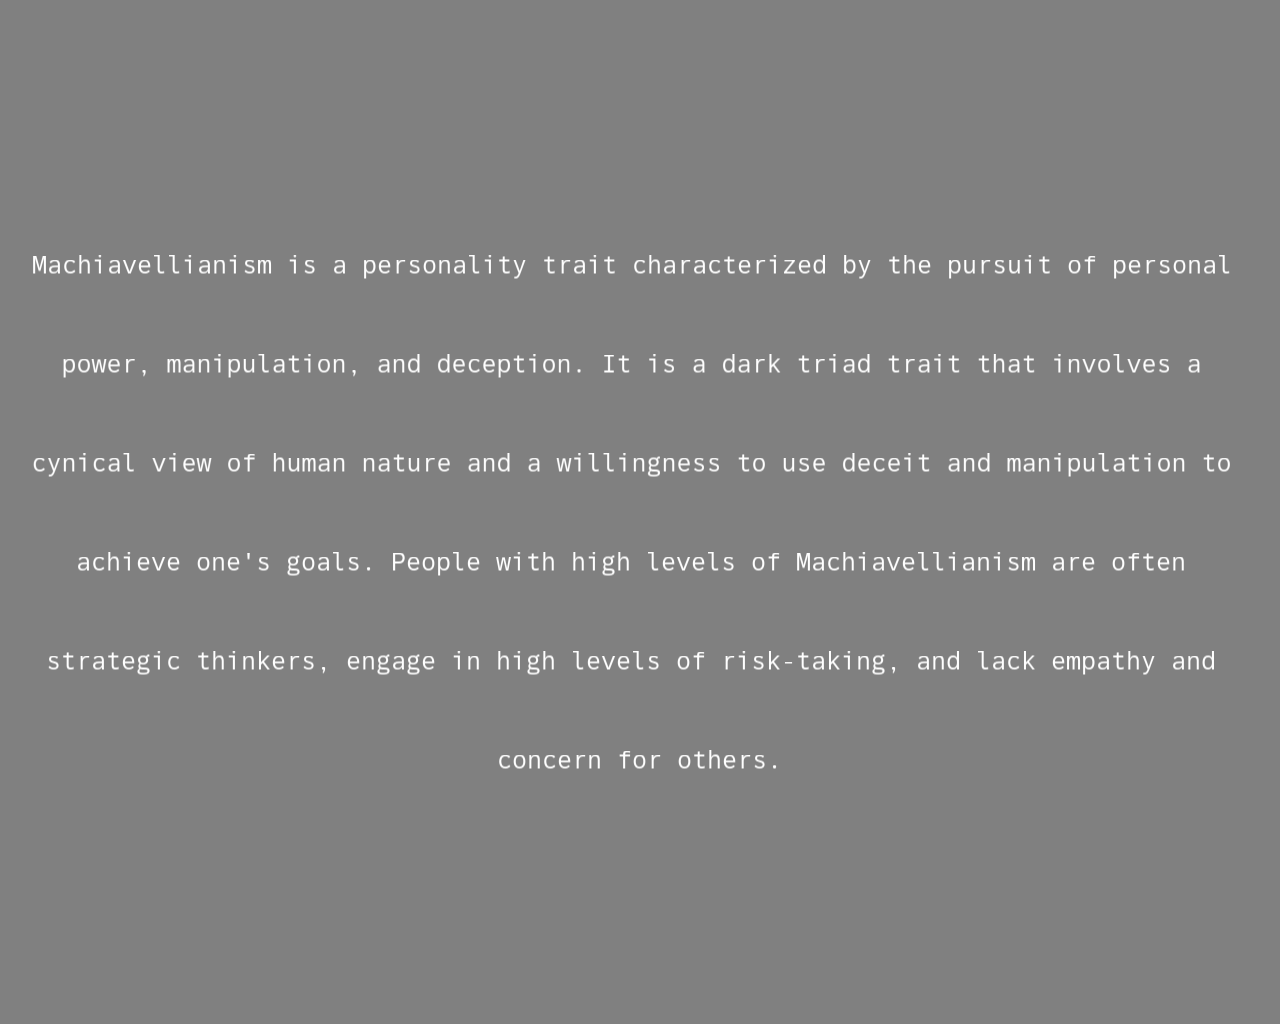 Machiavellianism is a personality trait characterized by the pursuit of personal
power, manipulation, and deception. It is a dark triad trait that involves a
cynical view of human nature and a willingness to use deceit and manipulation to
achieve one's goals. People with high levels of Machiavellianism are often
strategic thinkers, engage in high levels of risk-taking, and lack empathy and
concern for others.